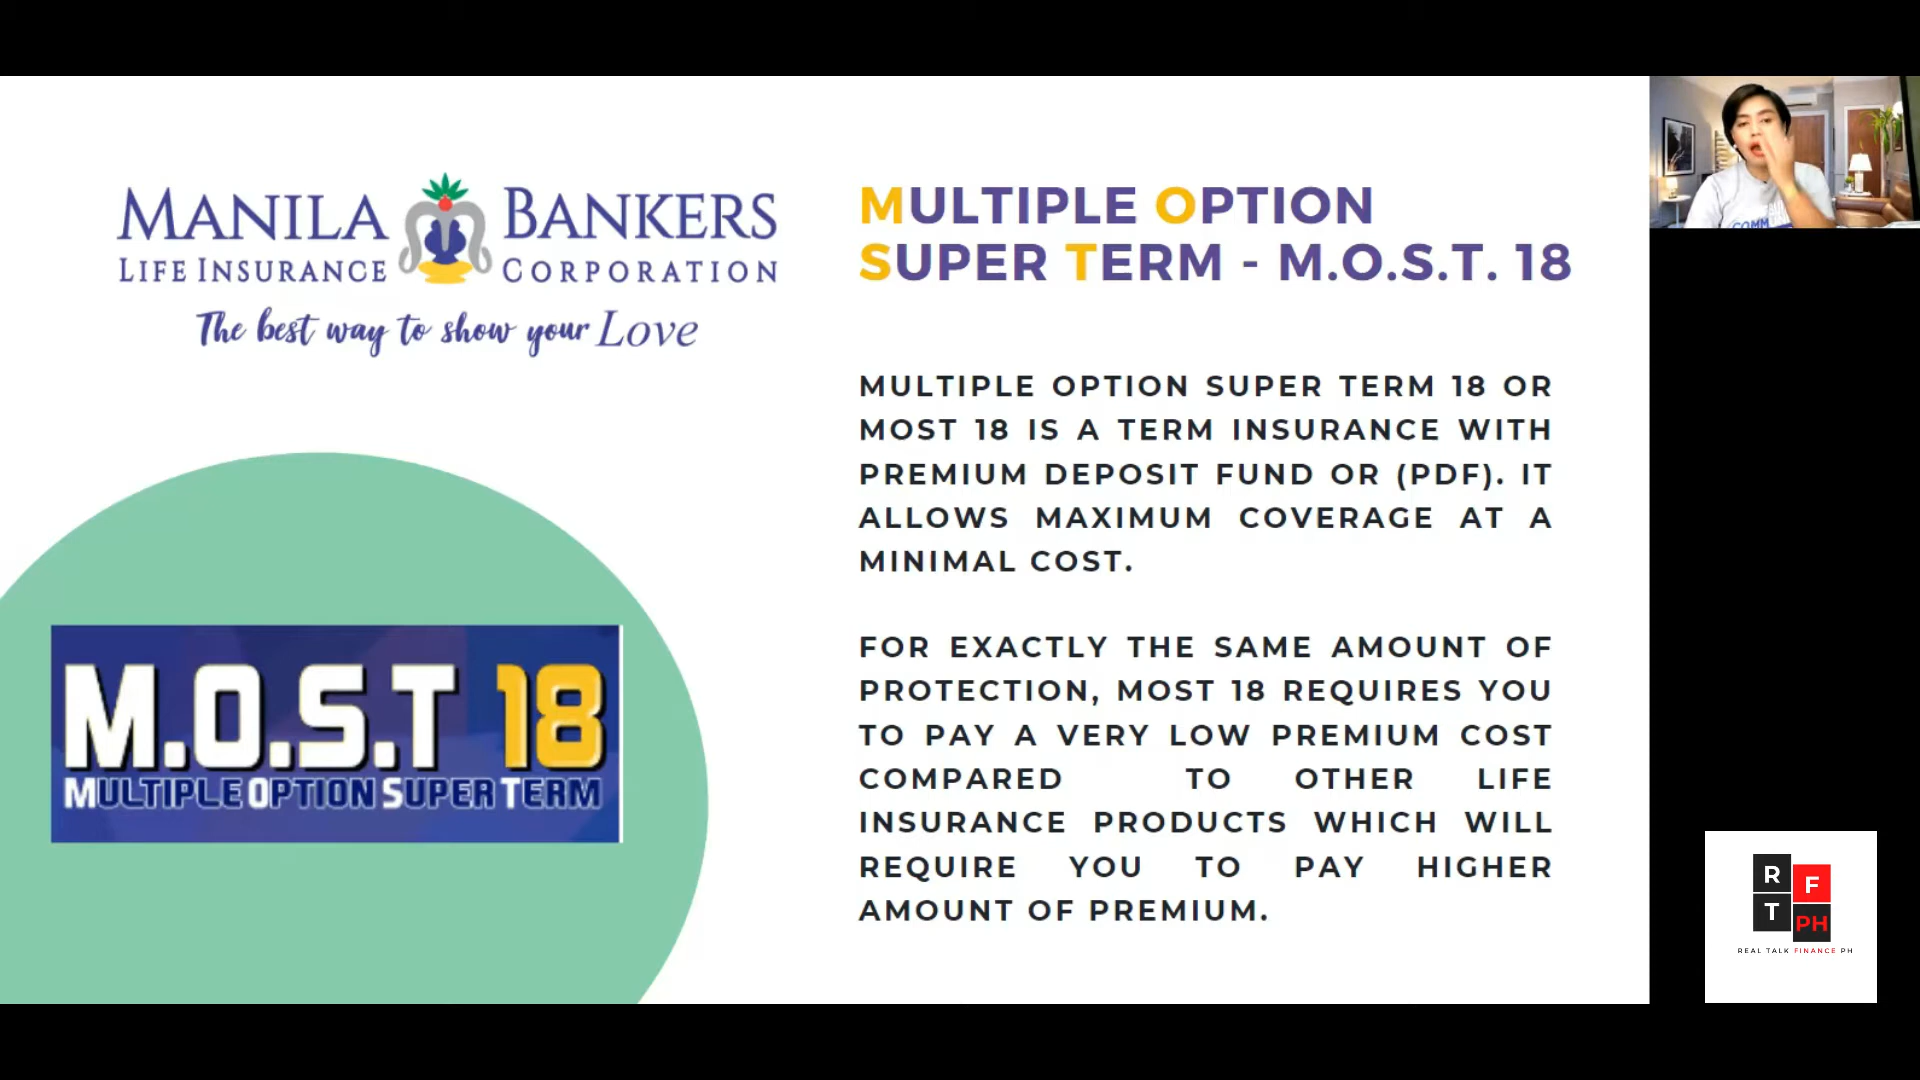 MANILA BANKERS
LIFE INSURANCE CORPORATION
The best way to show your Love
MULTIPLE OPTION
SUPER TERM - M.O.S.T. 18
MULTIPLE OPTION SUPER TERM 18 OR
MOST 18 IS A TERM INSURANCE WITH
PREMIUM DEPOSIT FUND OR (PDF). IT
ALLOWS MAXIMUM COVERAGE AT A
MINIMAL COST.
FOR EXACTLY THE SAME AMOUNT OF
PROTECTION, MOST 18 REQUIRES YOU
TO PAY A VERY LOW PREMIUM COST
COMPARED TO OTHER LIFE
INSURANCE PRODUCTS WHICH WILL
REQUIRE YOU TO PAY HIGHER
AMOUNT OF PREMIUM.
M.O.S.T 18
MULTIPLE OPTION SUPER TERM
COMM
R
F
T
PH
REAL TALK FINANCE PH